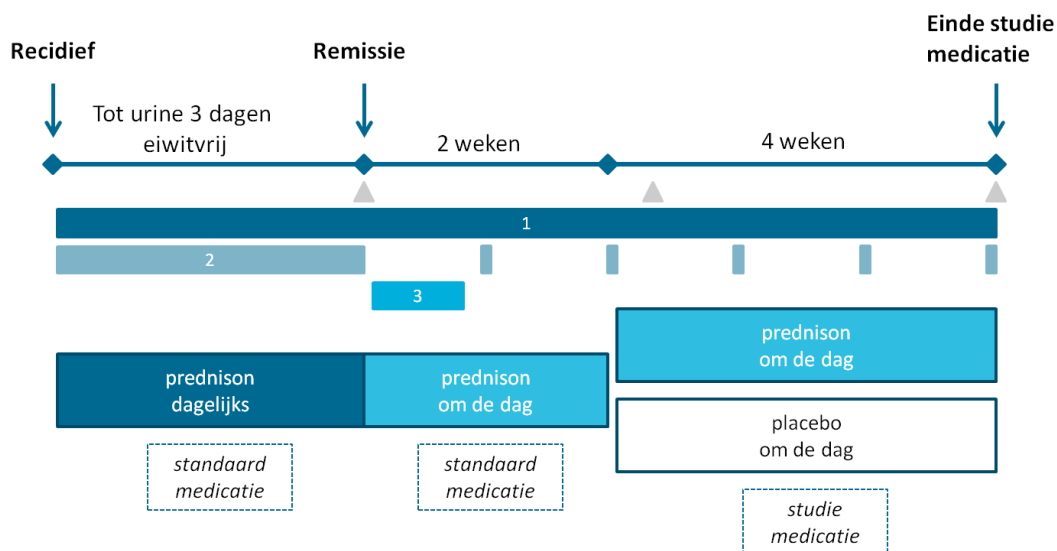 Recidief
Remissie
Einde studie
medicatie
Tot urine 3 dagen
eiwitvrij
2 weken
4 weken
1
2
3
prednison
dagelijks
prednison
om de dag
prednison
om de dag
placebo
om de dag
standaard
medicatie
standaard
medicatie
studie
medicatie